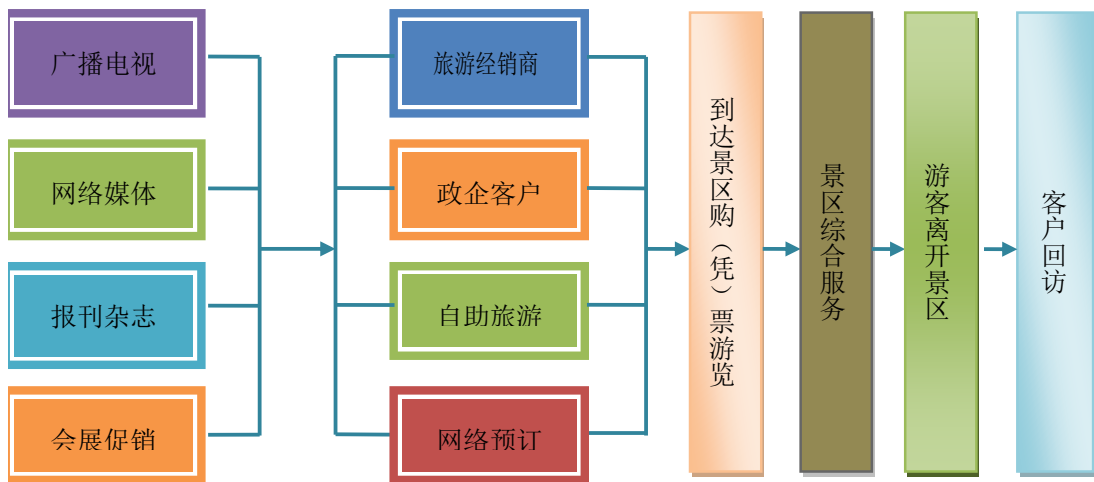 广播电视
网络媒体
报刊杂志
会展促销
旅游经销商
政企客户
自助旅游
网络预订
到达景区购（凭）票游览
景区综合服务
游客离开景区
客户回访